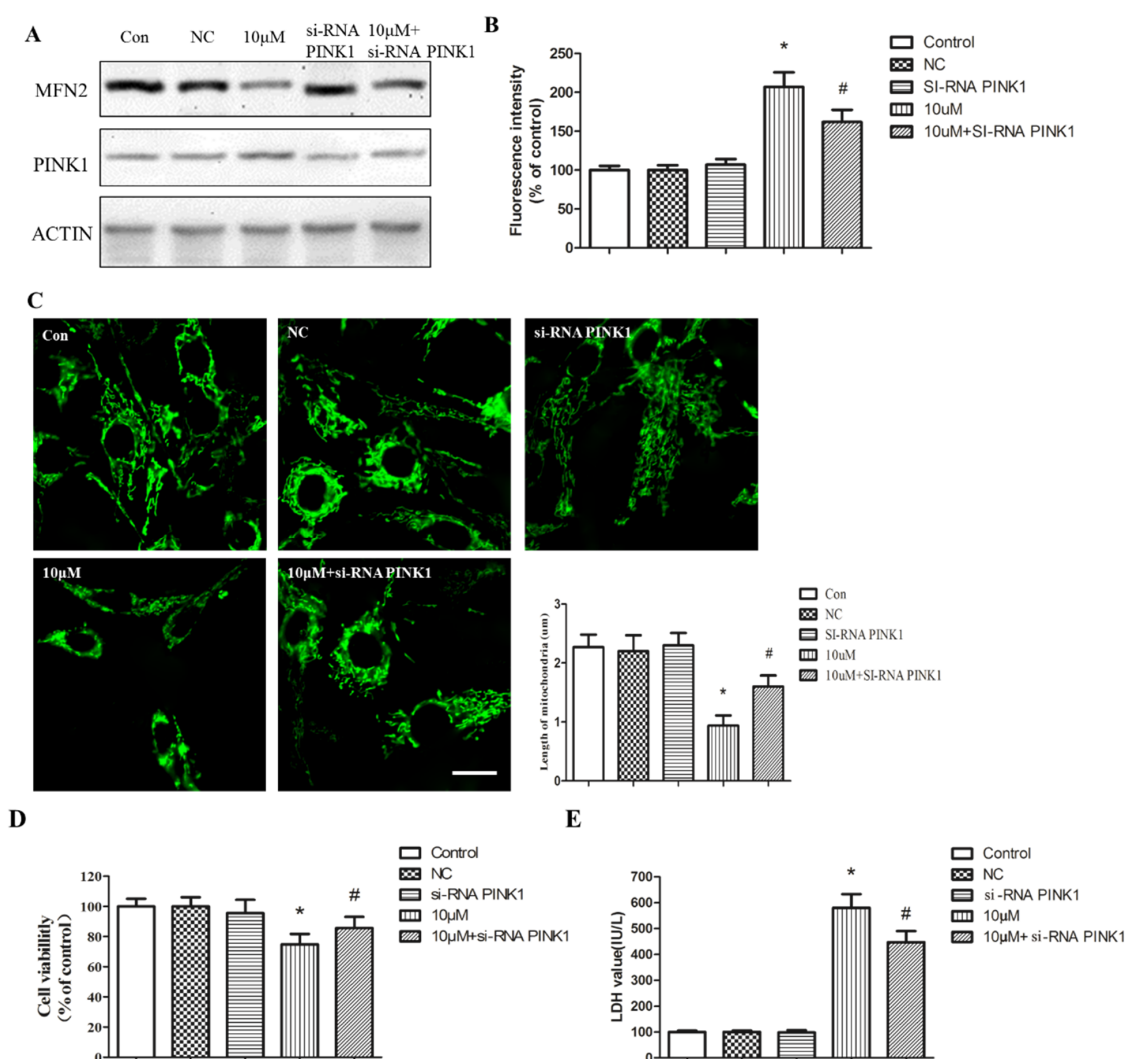 A
Con NC 10μM si-RNA PINK1 10μM+ si-RNA PINK1
MFN2
PINK1
ACTIN
B
Fluorescence intensity
(% of control)
250
200
150
100
50
0
*
#
Control
NC
SI-RNA PINK1
10uM
10uM+SI-RNA PINK1
C
Con
NC
si-RNA PINK1
10μM
10μM+si-RNA PINK1
Length of mitochondria (um)
3
2
1
0
*
#
Con
NC
SI-RNA PINK1
10uM
10uM+SI-RNA PINK1
D
Cell viabillitly
(% of control)
120
100
80
60
40
20
0
*
#
Control
NC
si-RNA PINK1
10μM
10μM+si-RNA PINK1
E
LDH value(IU/L)
700
600
500
400
300
200
100
0
*
#
Control
NC
si-RNA PINK1
10μM
10μM+ si-RNA PINK1